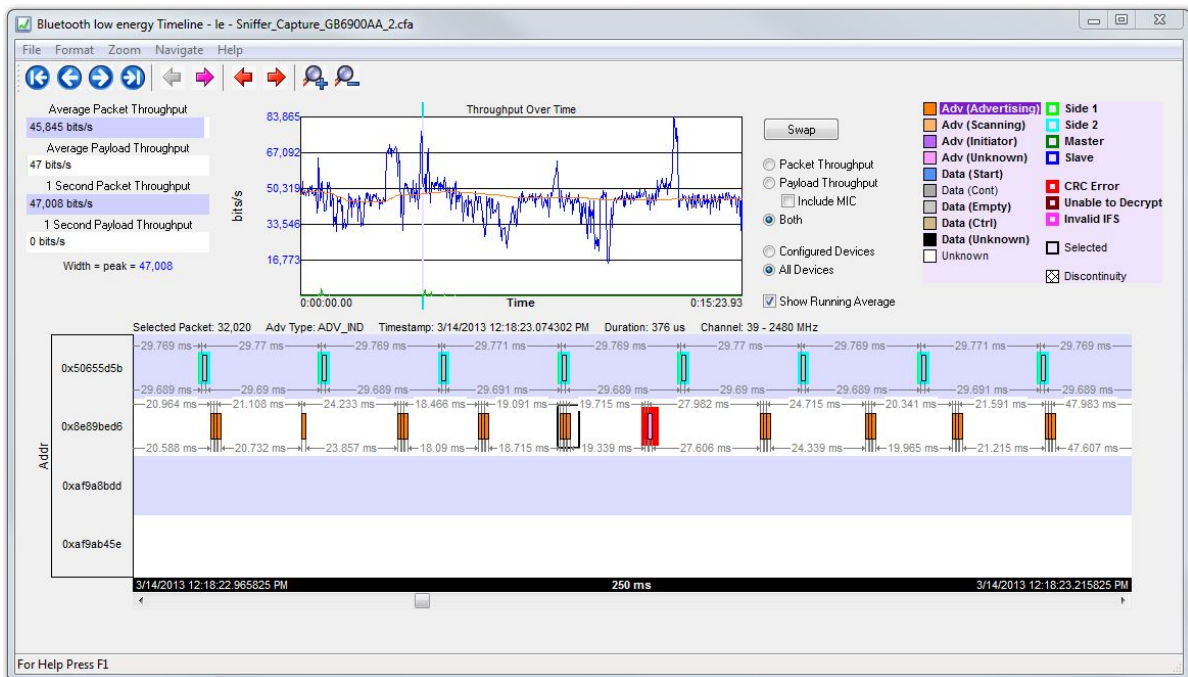 Bluetooth low energy Timeline - le - Sniffer_Capture_GB6900AA_2.cfa
File Format Zoom Navigate Help
Average Packet Throughput
45,845 bits/s
Average Payload Throughput
47 bits/s
1 Second Packet Throughput
47,008 bits/s
1 Second Payload Throughput
0 bits/s
Width = peak = 47,008
Throughput Over Time
bits/s
83,865
67,092
50,319
33,546
16,773
0:00:00.00 Time 0:15:23.93
Swap
Packet Throughput
Payload Throughput
Include MIC
Both
Configured Devices
All Devices
Show Running Average
Adv (Advertising)
Adv (Scanning)
Adv (Initiator)
Adv (Unknown)
Data (Start)
Data (Cont)
Data (Empty)
Data (Ctrl)
Data (Unknown)
Unknown
Side 1
Side 2
Master
Slave
CRC Error
Unable to Decrypt
Invalid IFS
Selected
Discontinuity
Selected Packet: 32,020 Adv Type: ADV_IND Timestamp: 3/14/2013 12:18:23.074302 PM Duration: 376 us Channel: 39 - 2480 MHz
Addr
29.769 ms 29.77 ms 29.769 ms 29.771 ms 29.769 ms 29.77 ms 29.769 ms 29.771 ms 29.769 ms
0x50655d5b
29.689 ms 29.69 ms 29.689 ms 29.691 ms 29.689 ms 29.69 ms 29.689 ms 29.691 ms 29.689 ms
20.964 ms 21.108 ms 24.233 ms 18.466 ms 19.091 ms 19.715 ms 27.982 ms 24.715 ms 20.341 ms 21.591 ms 47.983 ms
0x8e89bed6
20.588 ms 20.732 ms 23.857 ms 18.09 ms 18.715 ms 19.339 ms 27.606 ms 24.339 ms 19.965 ms 21.215 ms 47.607 ms
0xaf9a8bdd
0xaf9ab45e
3/14/2013 12:18:22.965825 PM 250 ms 3/14/2013 12:18:23.215825 PM
For Help Press F1